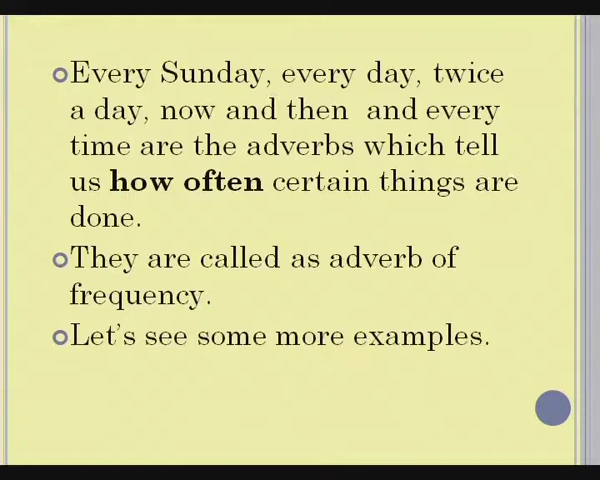 Every Sunday, every day, twice
a day, now and then and every
time are the adverbs which tell
us how often certain things are
done.
They are called as adverb of
frequency.
Let's see some more examples.